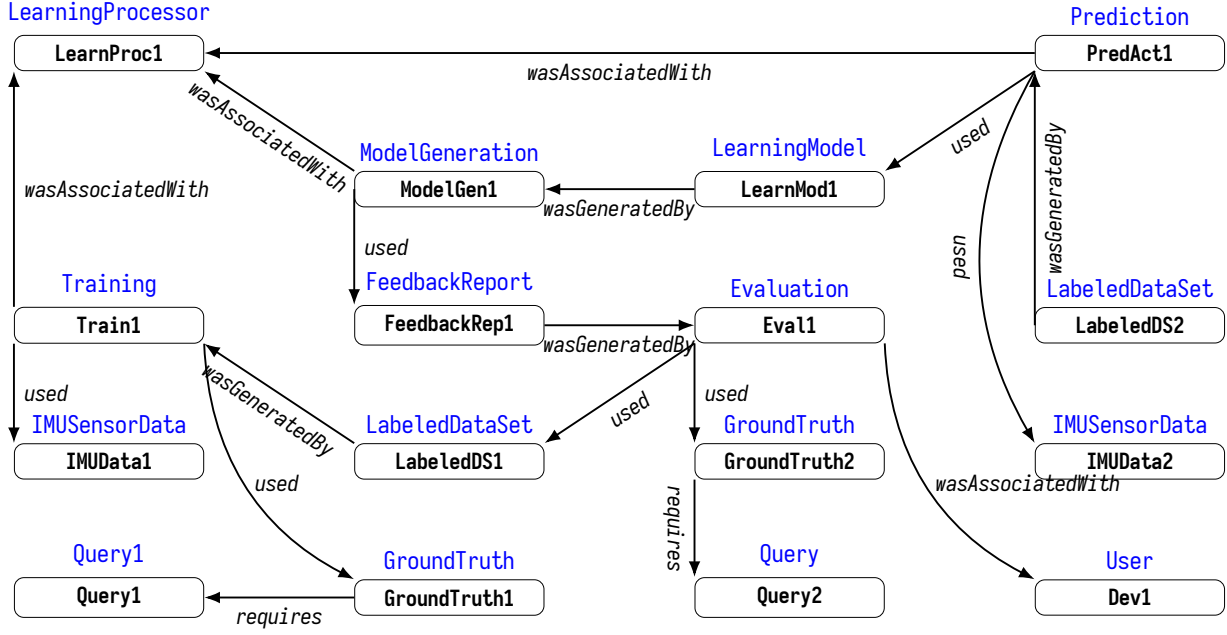 LearningProcessor
Prediction
LearnProc1
PredAct1
wasAssociatedWith
wasAssociatedWith
used
wasGeneratedBy
ModelGeneration
LearningModel
wasAssociatedWith
ModelGen1
LearnMod1
wasGeneratedBy
used
used
Training
FeedbackReport
Evaluation
LabeledDataSet
Train1
FeedbackRep1
Eval1
LabeledDS2
wasGeneratedBy
used
wasGeneratedBy
used
used
IMUSensorData
LabeledDataSet
GroundTruth
IMUSensorData
IMUData1
LabeledDS1
GroundTruth2
IMUData2
used
requires
wasAssociatedWith
Query1
GroundTruth
Query
User
Query1
GroundTruth1
Query2
Dev1
requires